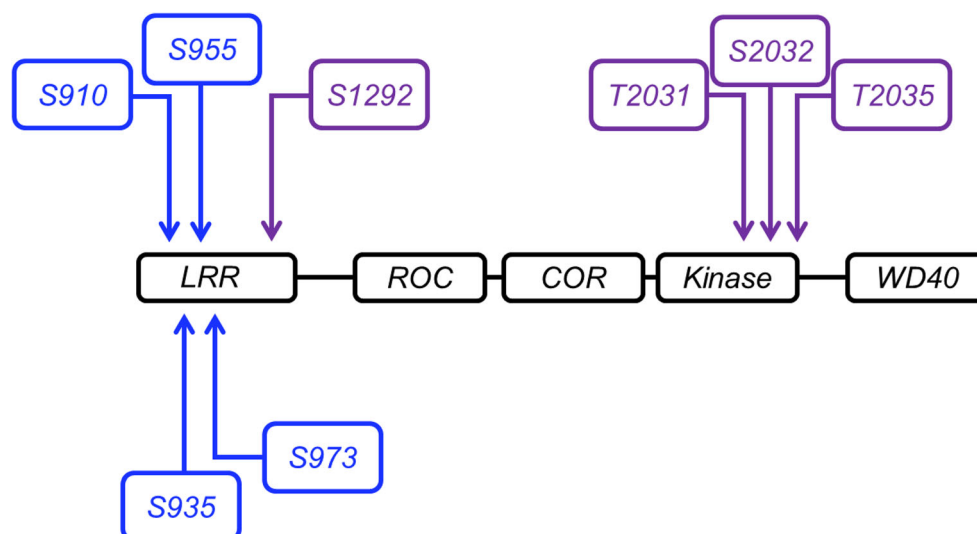 S955
S2032
S910
S1292
T2031
T2035
LRR
ROC
COR
Kinase
WD40
S973
S935